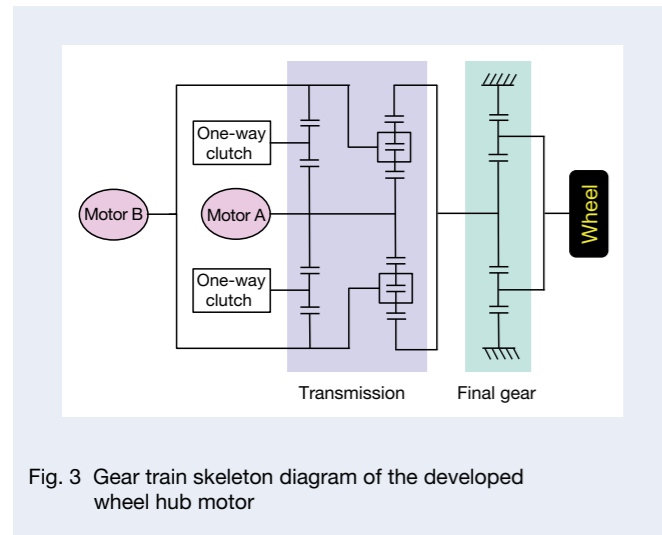 One-way
clutch
Motor B
Motor A
One-way
clutch
Wheel
Transmission
Final gear
Fig. 3 Gear train skeleton diagram of the developed
wheel hub motor